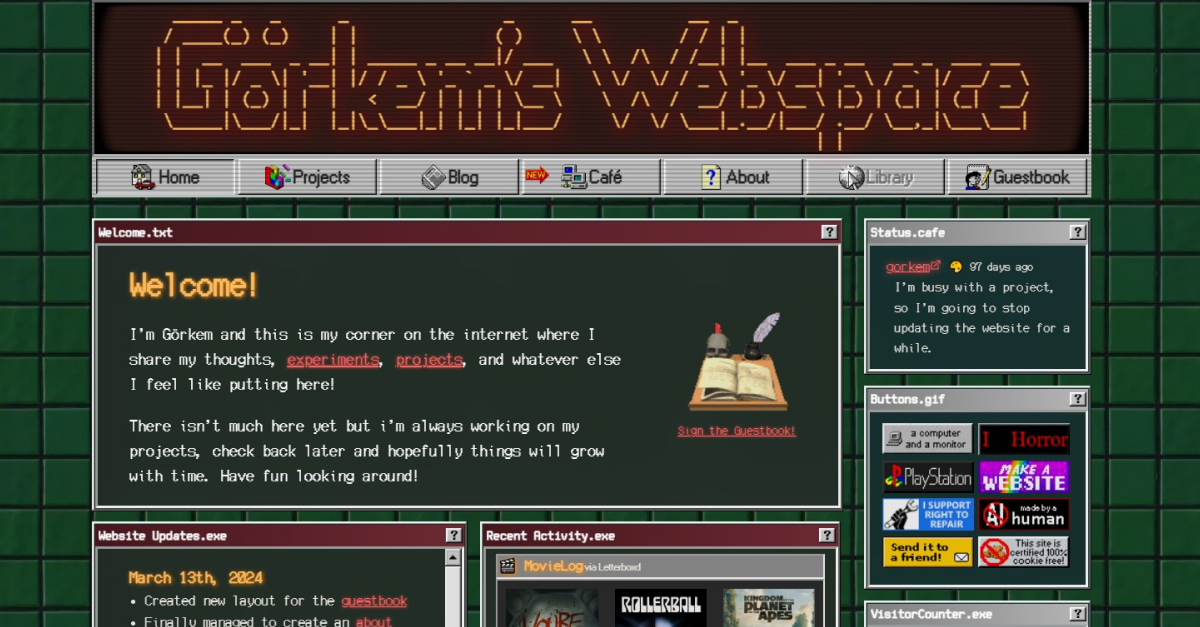 Görkem's Webspace
Home
Projects
Blog
NEW Café
About
Library
Guestbook
Welcome.txt
?
Welcome!
I'm Görkem and this is my corner on the internet where I
share my thoughts, experiments, projects, and whatever else
I feel like putting here!
There isn't much here yet but i'm always working on my
projects, check back later and hopefully things will grow
with time. Have fun looking around!
Sign the Guestbook!
Status.cafe
?
gorkem 97 days ago
I'm busy with a project,
so I'm going to stop
updating the website for a
while.
Buttons.gif
?
a computer
and a monitor
I Horror
PlayStation
MAKE A
WEBSITE
I SUPPORT
RIGHT TO
REPAIR
AI made by a
human
Send it to
a friend!
This site is
certified 100%
cookie free!
Website Updates.exe
?
March 13th, 2024
• Created new layout for the guestbook
• Finally managed to create an about
Recent Activity.exe
?
MovieLog via Letterboxd
YOU'RE
ROLLERBALL
KINGDOM OF THE
PLANET
APES
VisitorCounter.exe
?